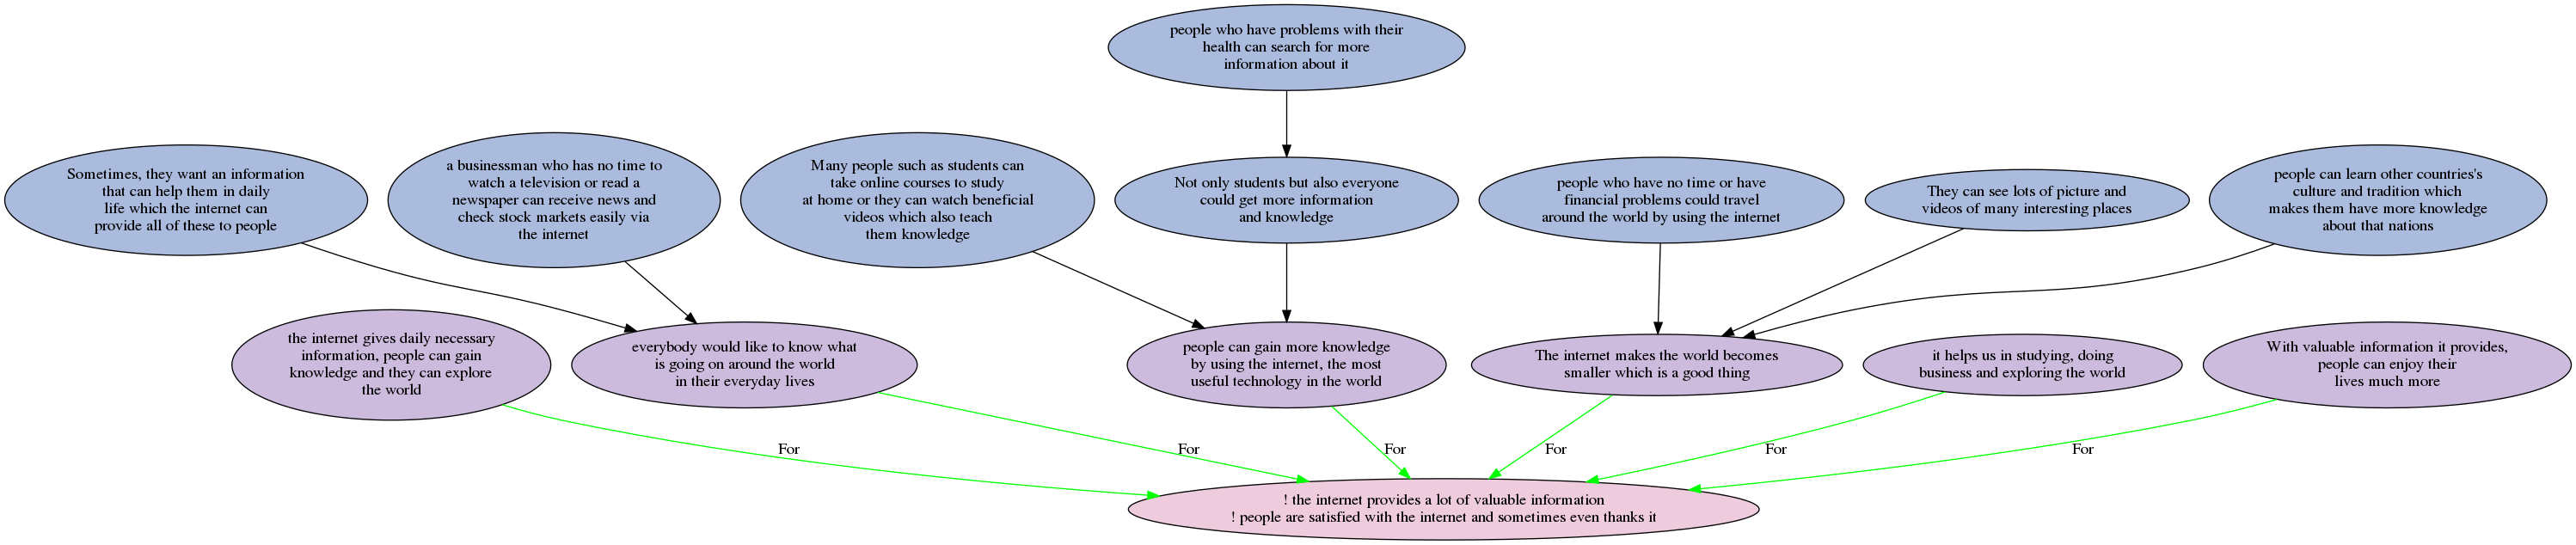 people who have problems with their
health can search for more
information about it
Sometimes, they want an information
that can help them in daily
life which the internet can
provide all of these to people
a businessman who has no time to
watch a television or read a
newspaper can receive news and
check stock markets easily via
the internet
Many people such as students can
take online courses to study
at home or they can watch beneficial
videos which also teach
them knowledge
Not only students but also everyone
could get more information
and knowledge
people who have no time or have
financial problems could travel
around the world by using the internet
They can see lots of picture and
videos of many interesting places
people can learn other countries's
culture and tradition which
makes them have more knowledge
about that nations
the internet gives daily necessary
information, people can gain
knowledge and they can explore
the world
everybody would like to know what
is going on around the world
in their everyday lives
people can gain more knowledge
by using the internet, the most
useful technology in the world
The internet makes the world becomes
smaller which is a good thing
it helps us in studying, doing
business and exploring the world
With valuable information it provides,
people can enjoy their
lives much more
For
For
For
For
For
For
! the internet provides a lot of valuable information
! people are satisfied with the internet and sometimes even thanks it